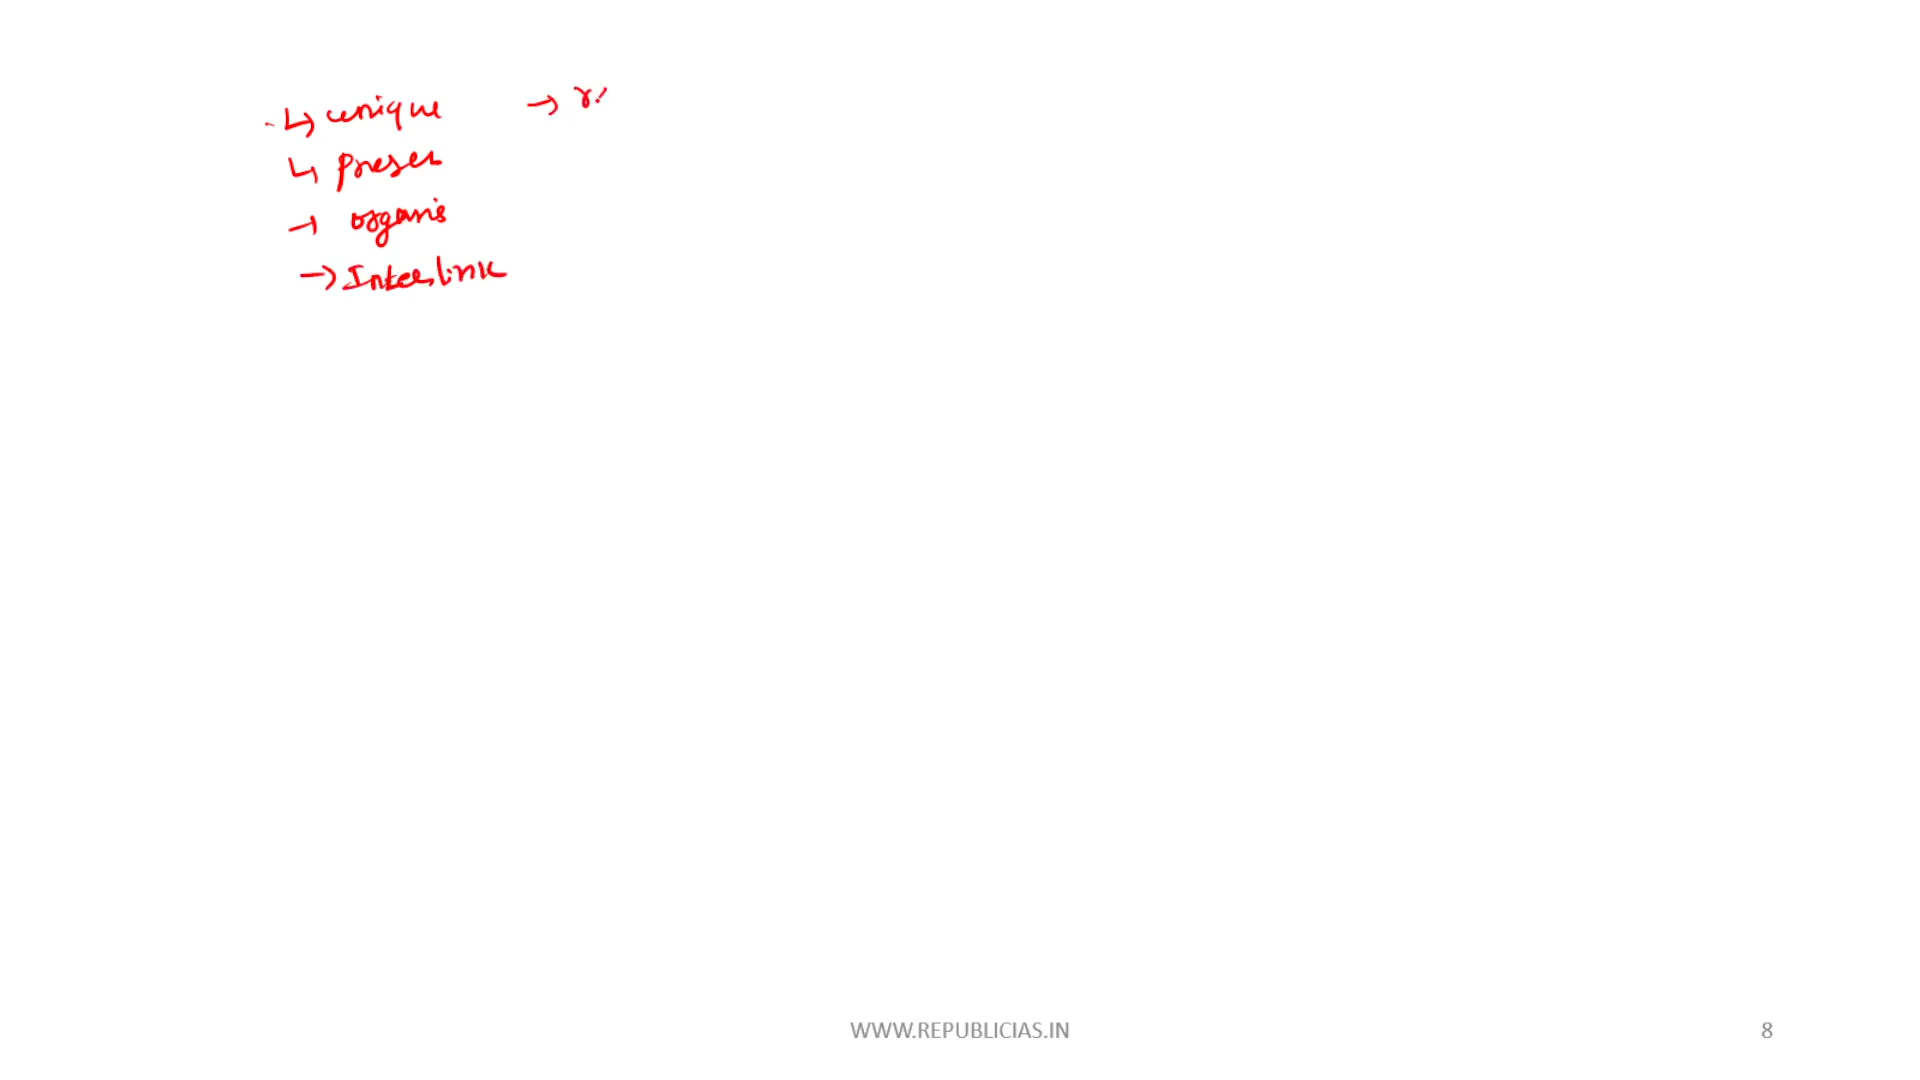 ↳ unique → r
↳ Preser
→ organis
→ Interlink
WWW.REPUBLICIAS.IN 8